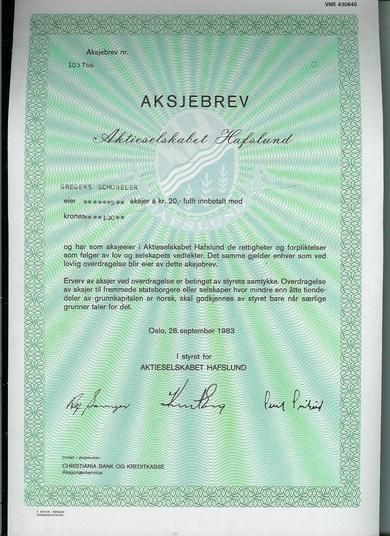 VNR 430640
Aksjebrev nr.
103766
AKSJEBREV
Aktieselskabet Hafslund
HAFSLUND
GREGERS SCHÜBELER
eier ******5** aksjer à kr. 20,- fullt innbetalt med
kroner***100**
og har som aksjeeier i Aktieselskabet Hafslund de rettigheter og forpliktelser
som følger av lov og selskapets vedtekter. Det samme gjelder enhver som ved
lovlig overdragelse blir eier av dette aksjebrev.
Erverv av aksjer ved overdragelse er betinget av styrets samtykke. Overdragelse
av aksjer til fremmede statsborgere eller selskaper hvor mindre enn åtte tiende-
deler av grunnkapitalen er norsk, skal godkjennes av styret bare når særlige
grunner taler for det.
Oslo, 28. september 1983
I styret for
AKTIESELSKABET HAFSLUND
CHRISTIANIA BANK OG KREDITKASSE
Aksjonærservice